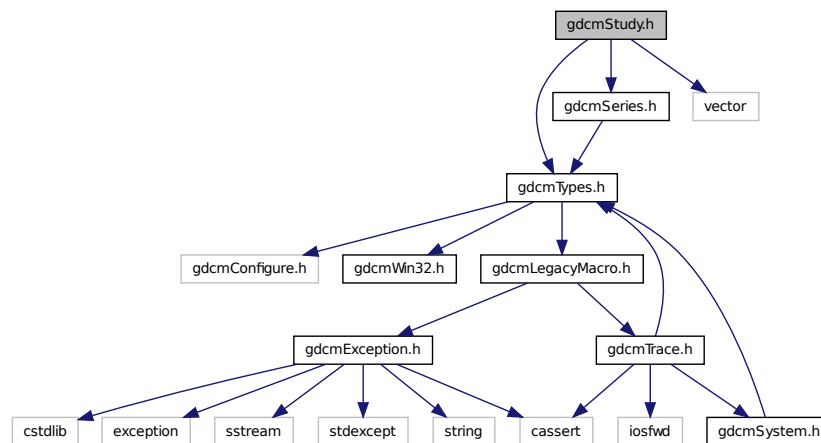 gdcmStudy.h
gdcmSeries.h
vector
gdcmTypes.h
gdcmConfigure.h
gdcmWin32.h
gdcmLegacyMacro.h
gdcmException.h
gdcmTrace.h
cstdlib
exception
sstream
stdexcept
string
cassert
iosfwd
gdcmSystem.h